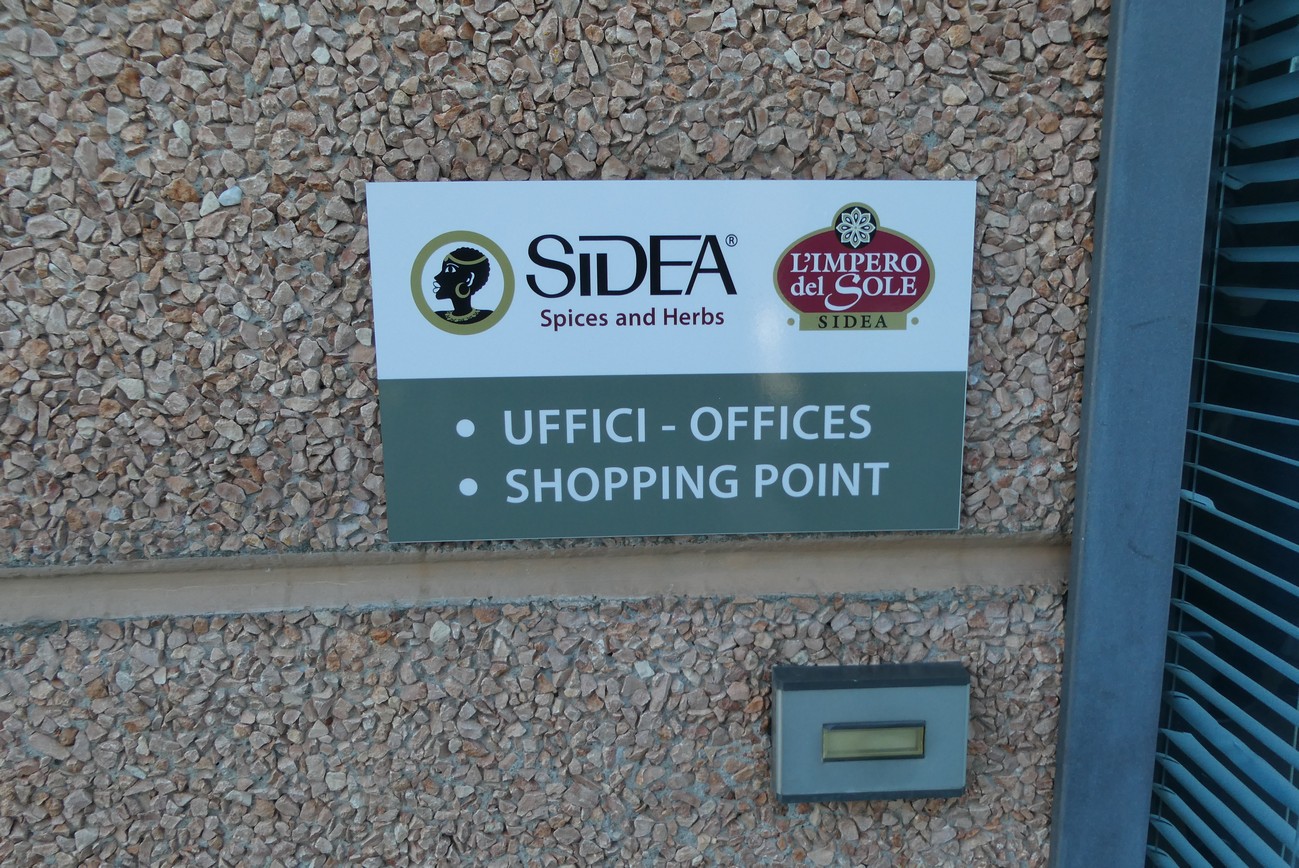 SiDEA®
Spices and Herbs
L'IMPERO
del SOLE
SIDEA
• UFFICI - OFFICES
• SHOPPING POINT